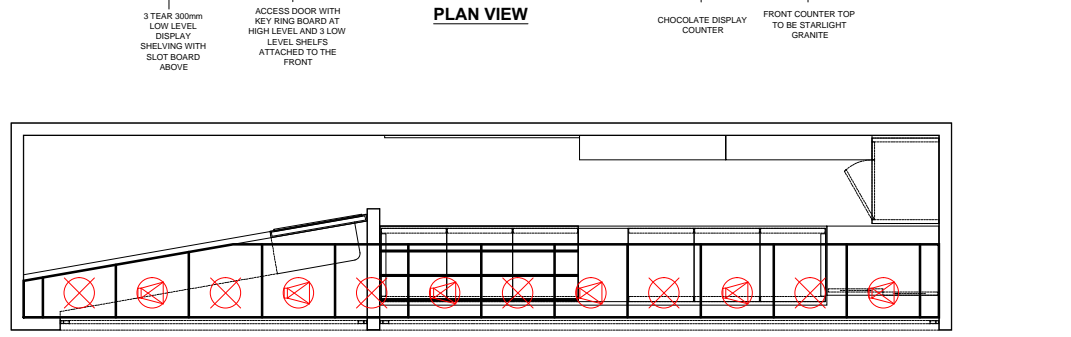 3 TEAR 300mm
LOW LEVEL
DISPLAY
SHELVING WITH
SLOT BOARD
ABOVE
ACCESS DOOR WITH
KEY RING BOARD AT
HIGH LEVEL AND 3 LOW
LEVEL SHELFS
ATTACHED TO THE
FRONT
PLAN VIEW
CHOCOLATE DISPLAY
COUNTER
FRONT COUNTER TOP
TO BE STARLIGHT
GRANITE